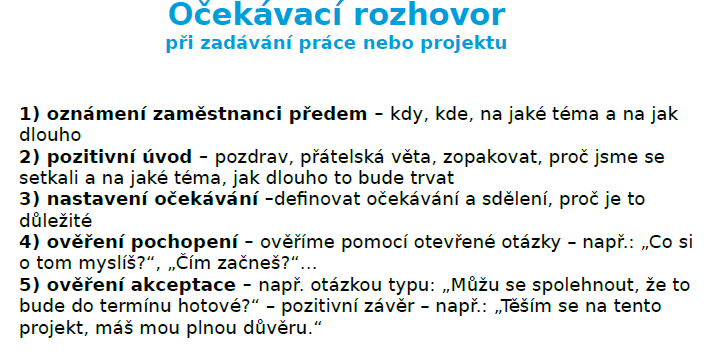 Očekávací rozhovor
při zadávání práce nebo projektu
1) oznámení zaměstnanci předem – kdy, kde, na jaké téma a na jak
dlouho
2) pozitivní úvod – pozdrav, přátelská věta, zopakovat, proč jsme se
setkali a na jaké téma, jak dlouho to bude trvat
3) nastavení očekávání –definovat očekávání a sdělení, proč je to
důležité
4) ověření pochopení – ověříme pomocí otevřené otázky – např.: „Co si
o tom myslíš?“, „Čím začneš?“...
5) ověření akceptace – např. otázkou typu: „Můžu se spolehnout, že to
bude do termínu hotové?“ – pozitivní závěr – např.: „Těším se na tento
projekt, máš mou plnou důvěru.“